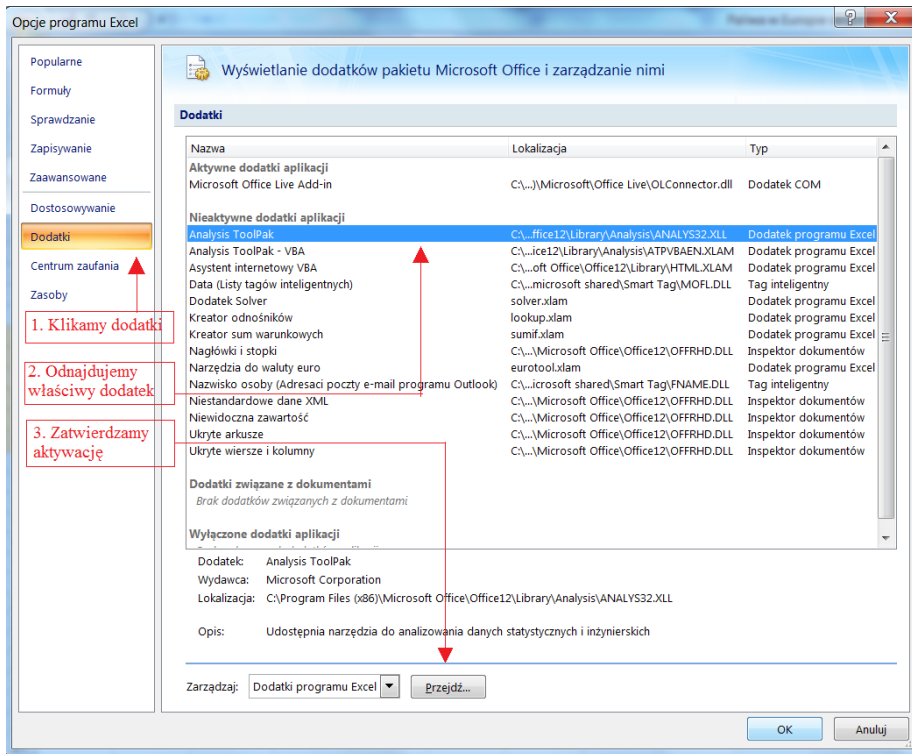 Opcje programu Excel
Popularne
Formuły
Sprawdzanie
Zapisywanie
Zaawansowane
Dostosowywanie
Dodatki
Centrum zaufania
Zasoby
1. Klikamy dodatki
2. Odnajdujemy
właściwy dodatek
3. Zatwierdzamy
aktywację
Wyświetlanie dodatków pakietu Microsoft Office i zarządzanie nimi
Dodatki
Nazwa Lokalizacja Typ
Aktywne dodatki aplikacji
Microsoft Office Live Add-in C:\...)\Microsoft\Office Live\OLConnector.dll Dodatek COM
Nieaktywne dodatki aplikacji
Analysis ToolPak C:\...ffice12\Library\Analysis\ANALYS32.XLL Dodatek programu Excel
Analysis ToolPak - VBA C:\...ice12\Library\Analysis\ATPVBAEN.XLAM Dodatek programu Excel
Asystent internetowy VBA C:\...oft Office\Office12\Library\HTML.XLAM Dodatek programu Excel
Data (Listy tagów inteligentnych) C:\...microsoft shared\Smart Tag\MOFL.DLL Tag inteligentny
Dodatek Solver solver.xlam Dodatek programu Excel
Kreator odnośników lookup.xlam Dodatek programu Excel
Kreator sum warunkowych sumif.xlam Dodatek programu Excel
Nagłówki i stopki C:\...\Microsoft Office\Office12\OFFRHD.DLL Inspektor dokumentów
Narzędzia do waluty euro eurotool.xlam Dodatek programu Excel
Nazwisko osoby (Adresaci poczty e-mail programu Outlook) C:\...icrosoft shared\Smart Tag\FNAME.DLL Tag inteligentny
Niestandardowe dane XML C:\...\Microsoft Office\Office12\OFFRHD.DLL Inspektor dokumentów
Niewidoczna zawartość C:\...\Microsoft Office\Office12\OFFRHD.DLL Inspektor dokumentów
Ukryte arkusze C:\...\Microsoft Office\Office12\OFFRHD.DLL Inspektor dokumentów
Ukryte wiersze i kolumny C:\...\Microsoft Office\Office12\OFFRHD.DLL Inspektor dokumentów
Dodatki związane z dokumentami
Brak dodatków związanych z dokumentami
Wyłączone dodatki aplikacji
Dodatek: Analysis ToolPak
Wydawca: Microsoft Corporation
Lokalizacja: C:\Program Files (x86)\Microsoft Office\Office12\Library\Analysis\ANALYS32.XLL
Opis: Udostępnia narzędzia do analizowania danych statystycznych i inżynierskich
Zarządzaj: Dodatki programu Excel Przejdź...
OK Anuluj